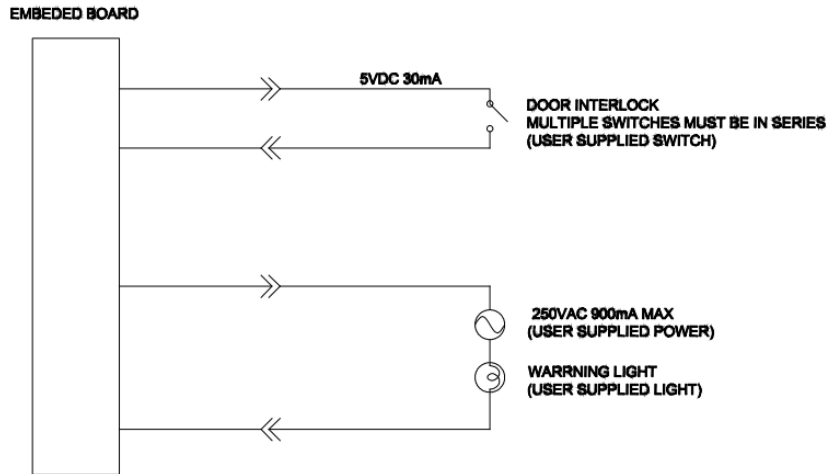 EMBEDED BOARD
5VDC 30mA
DOOR INTERLOCK
MULTIPLE SWITCHES MUST BE IN SERIES
(USER SUPPLIED SWITCH)
250VAC 900mA MAX
(USER SUPPLIED POWER)
WARRNING LIGHT
(USER SUPPLIED LIGHT)